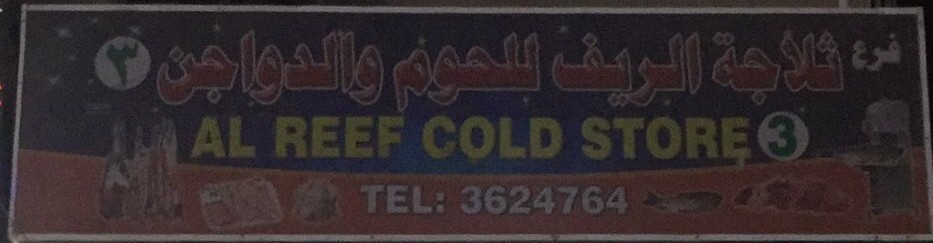 فرع ثلاجة الريف للحوم والدواجن ٣
AL REEF COLD STORE 3
TEL: 3624764